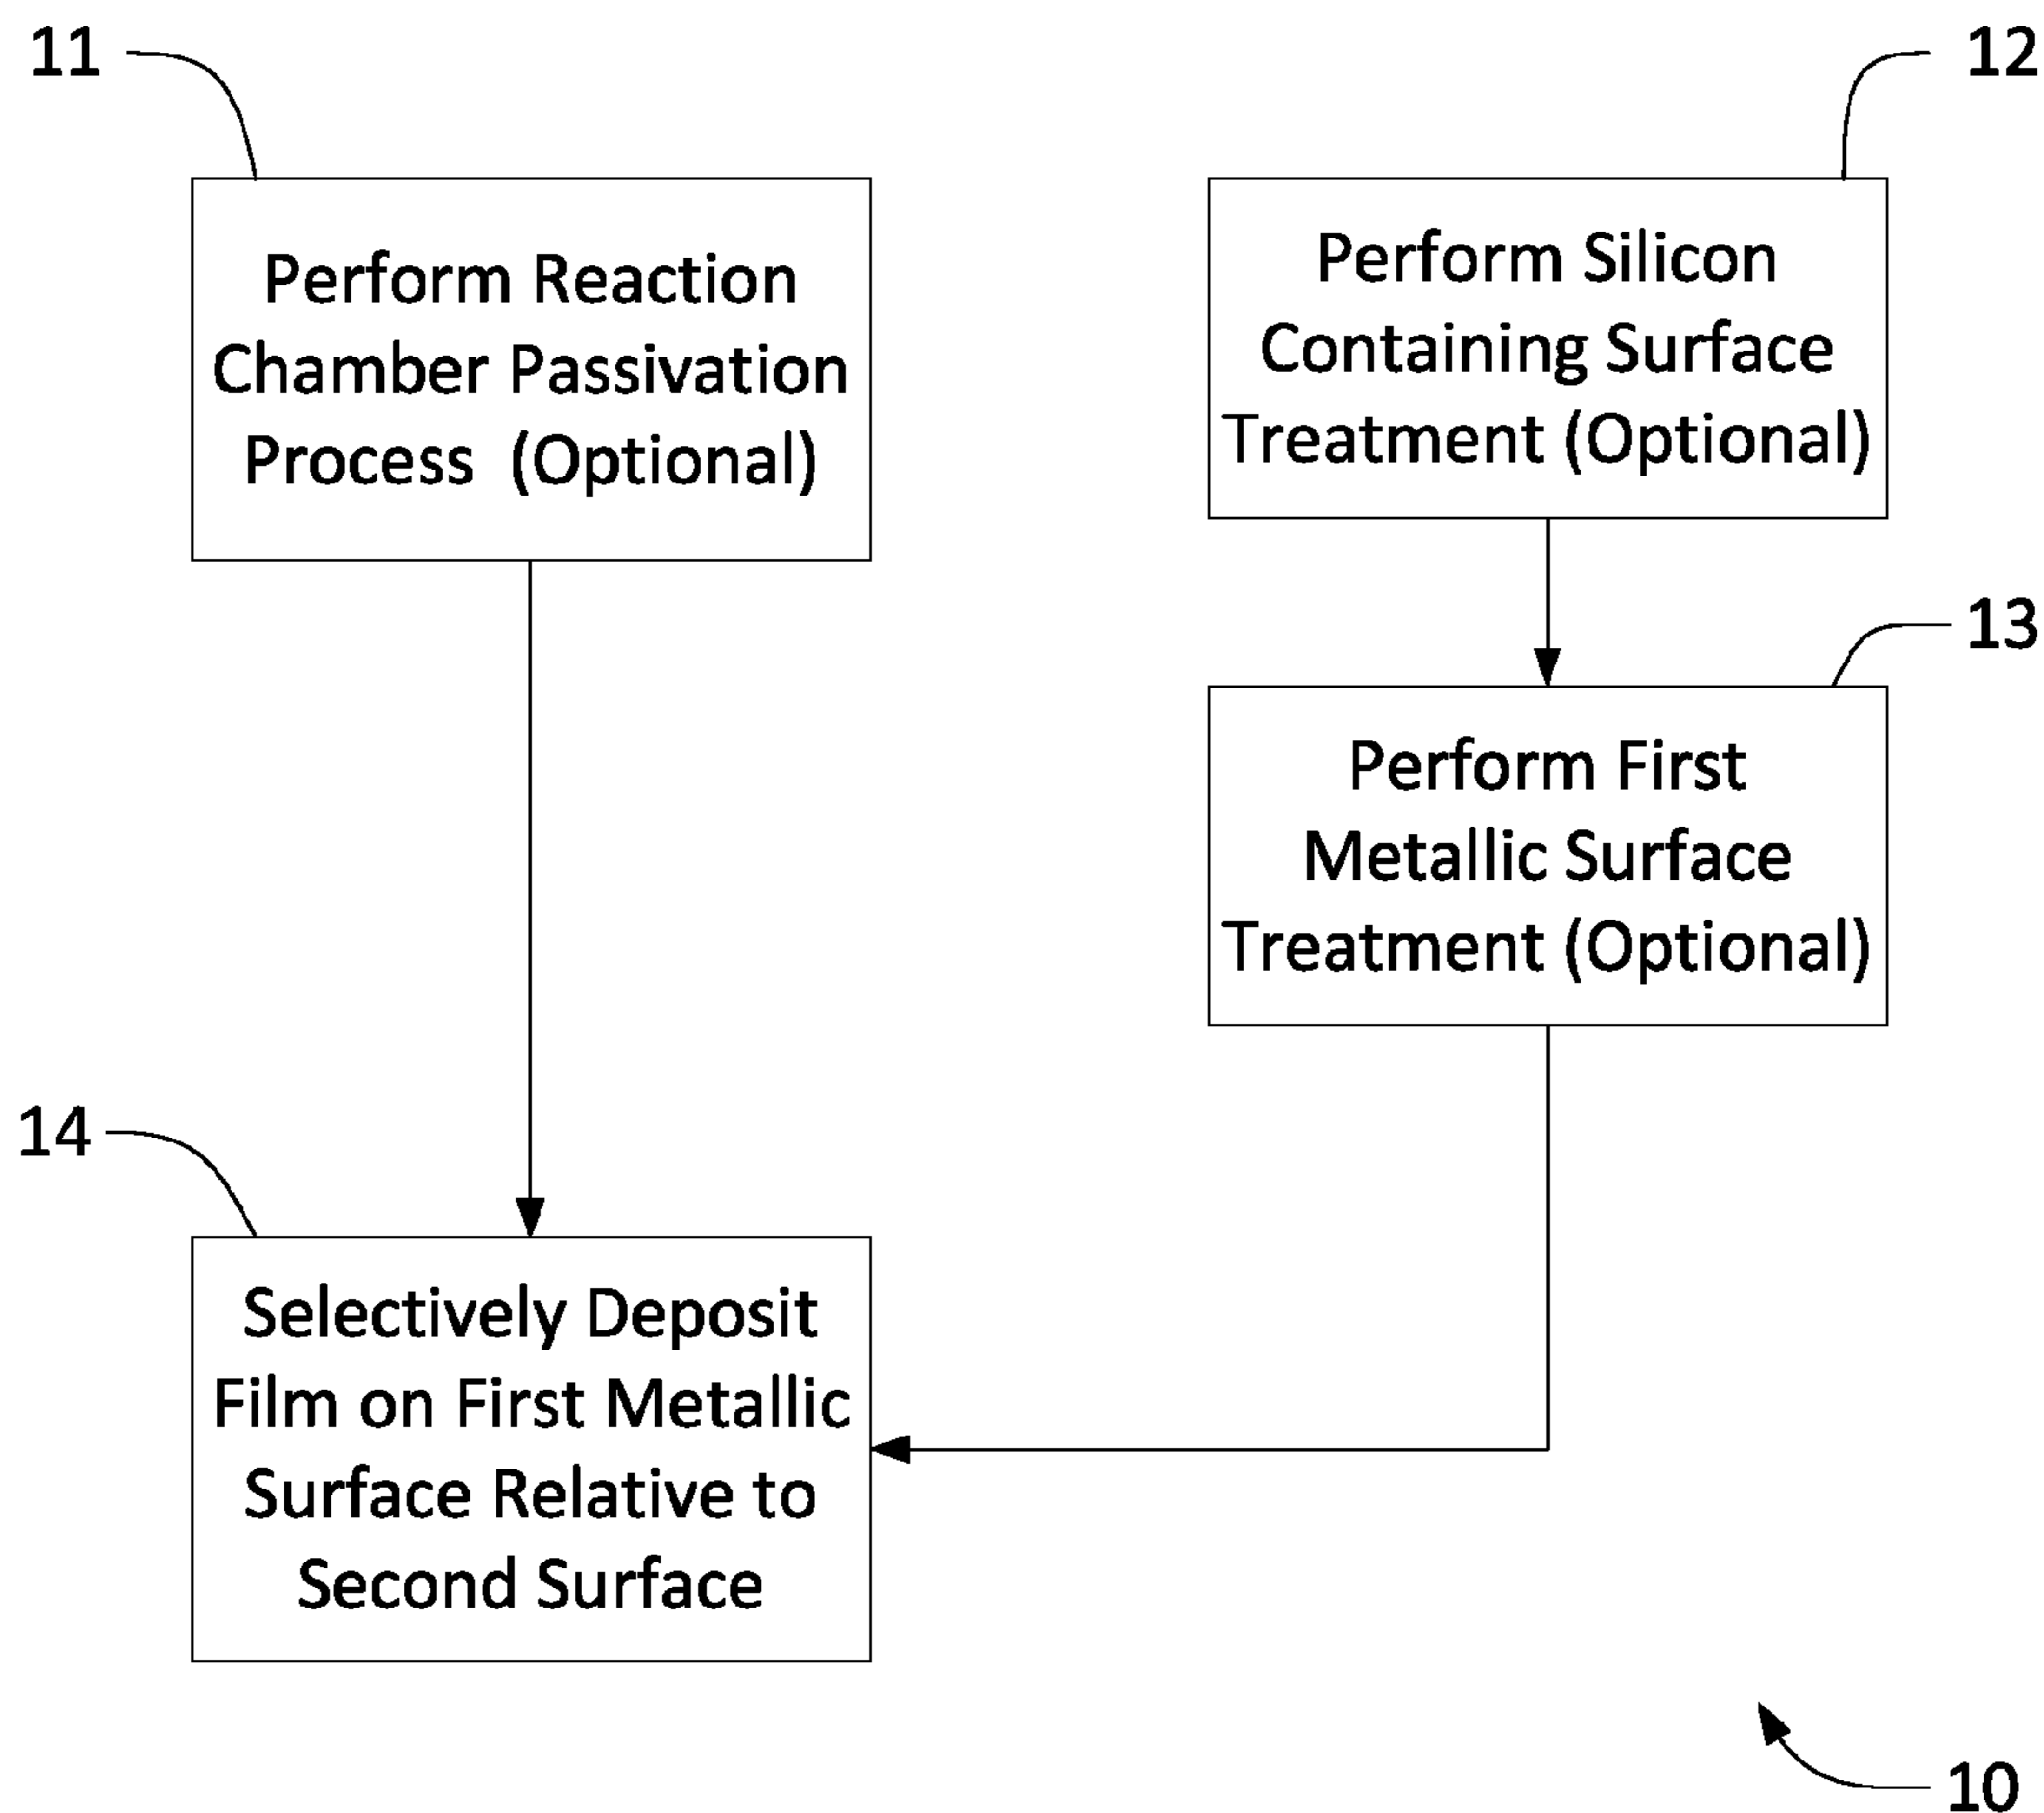 11
Perform Reaction
Chamber Passivation
Process (Optional)
12
Perform Silicon
Containing Surface
Treatment (Optional)
13
Perform First
Metallic Surface
Treatment (Optional)
14
Selectively Deposit
Film on First Metallic
Surface Relative to
Second Surface
10